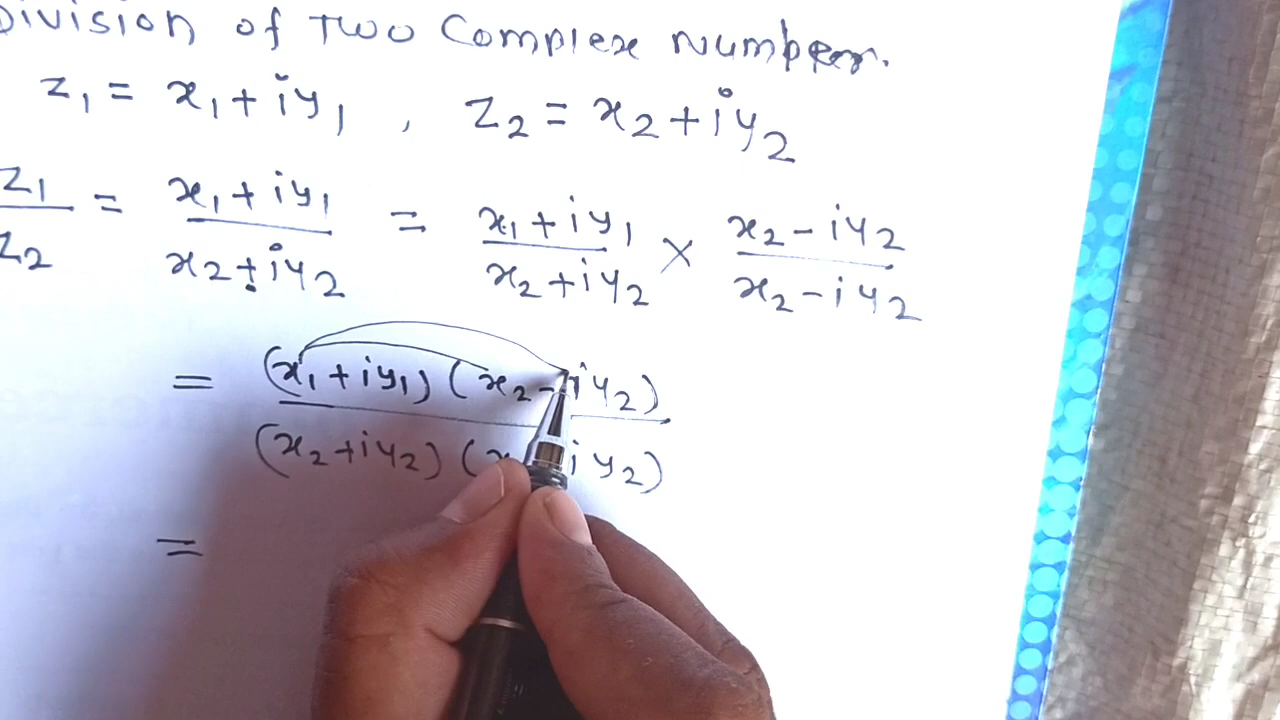 Division of Two Complex Number.
z₁ = x₁ + iy₁ , z₂ = x₂ + iy₂
z₁/z₂ = (x₁ + iy₁)/(x₂ + iy₂) = (x₁ + iy₁)/(x₂ + iy₂) × (x₂ - iy₂)/(x₂ - iy₂)
= (x₁ + iy₁) (x₂ - iy₂)
(x₂ + iy₂) (x iy₂)
=